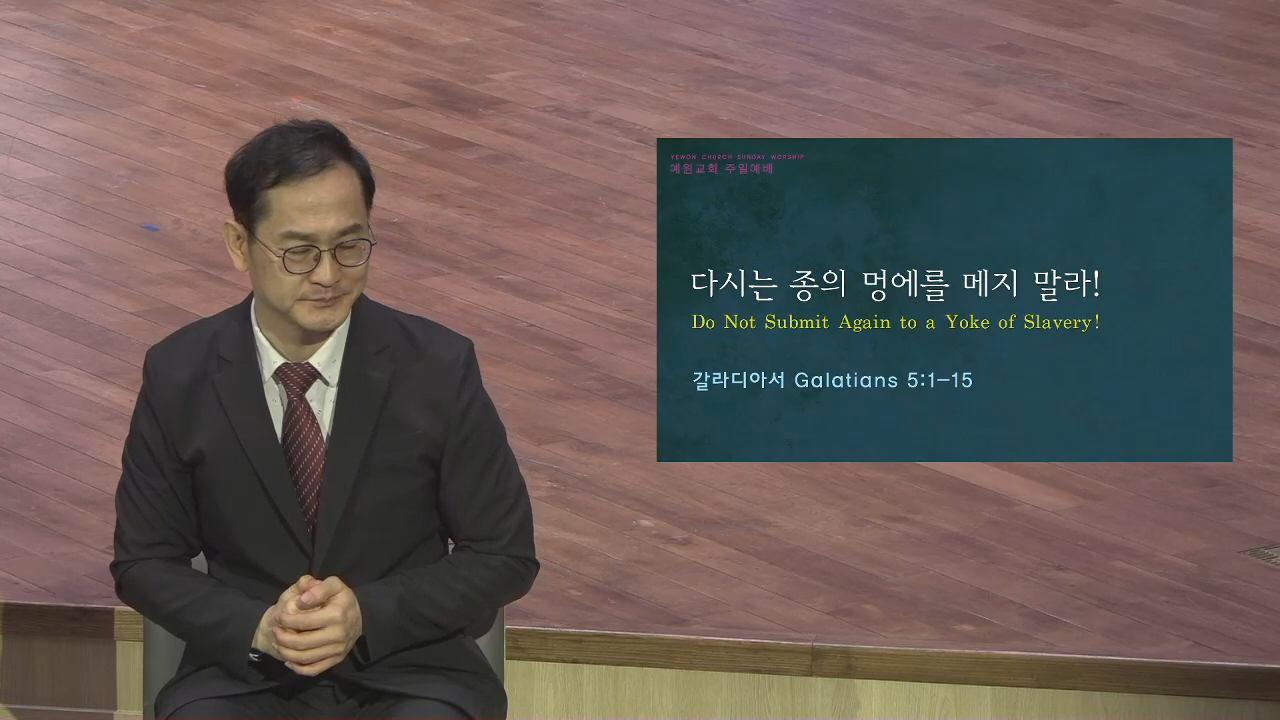 YEWON CHURCH SUNDAY WORSHIP
예원교회 주일예배
다시는 종의 멍에를 메지 말라!
Do Not Submit Again to a Yoke of Slavery!
갈라디아서 Galatians 5:1–15